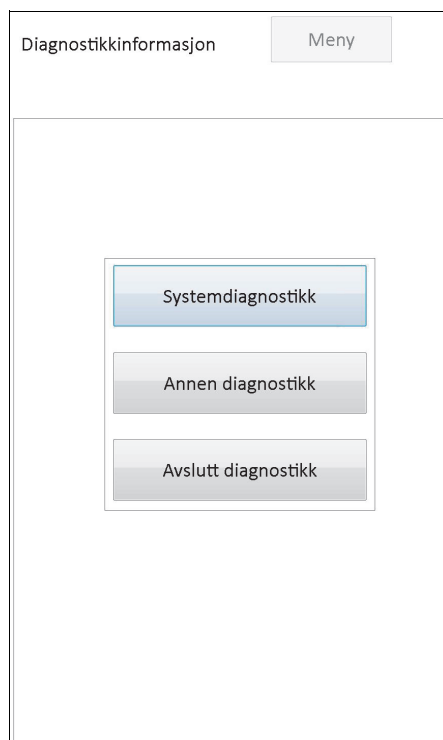 Diagnostikkinformasjon
Meny
Systemdiagnostikk
Annen diagnostikk
Avslutt diagnostikk